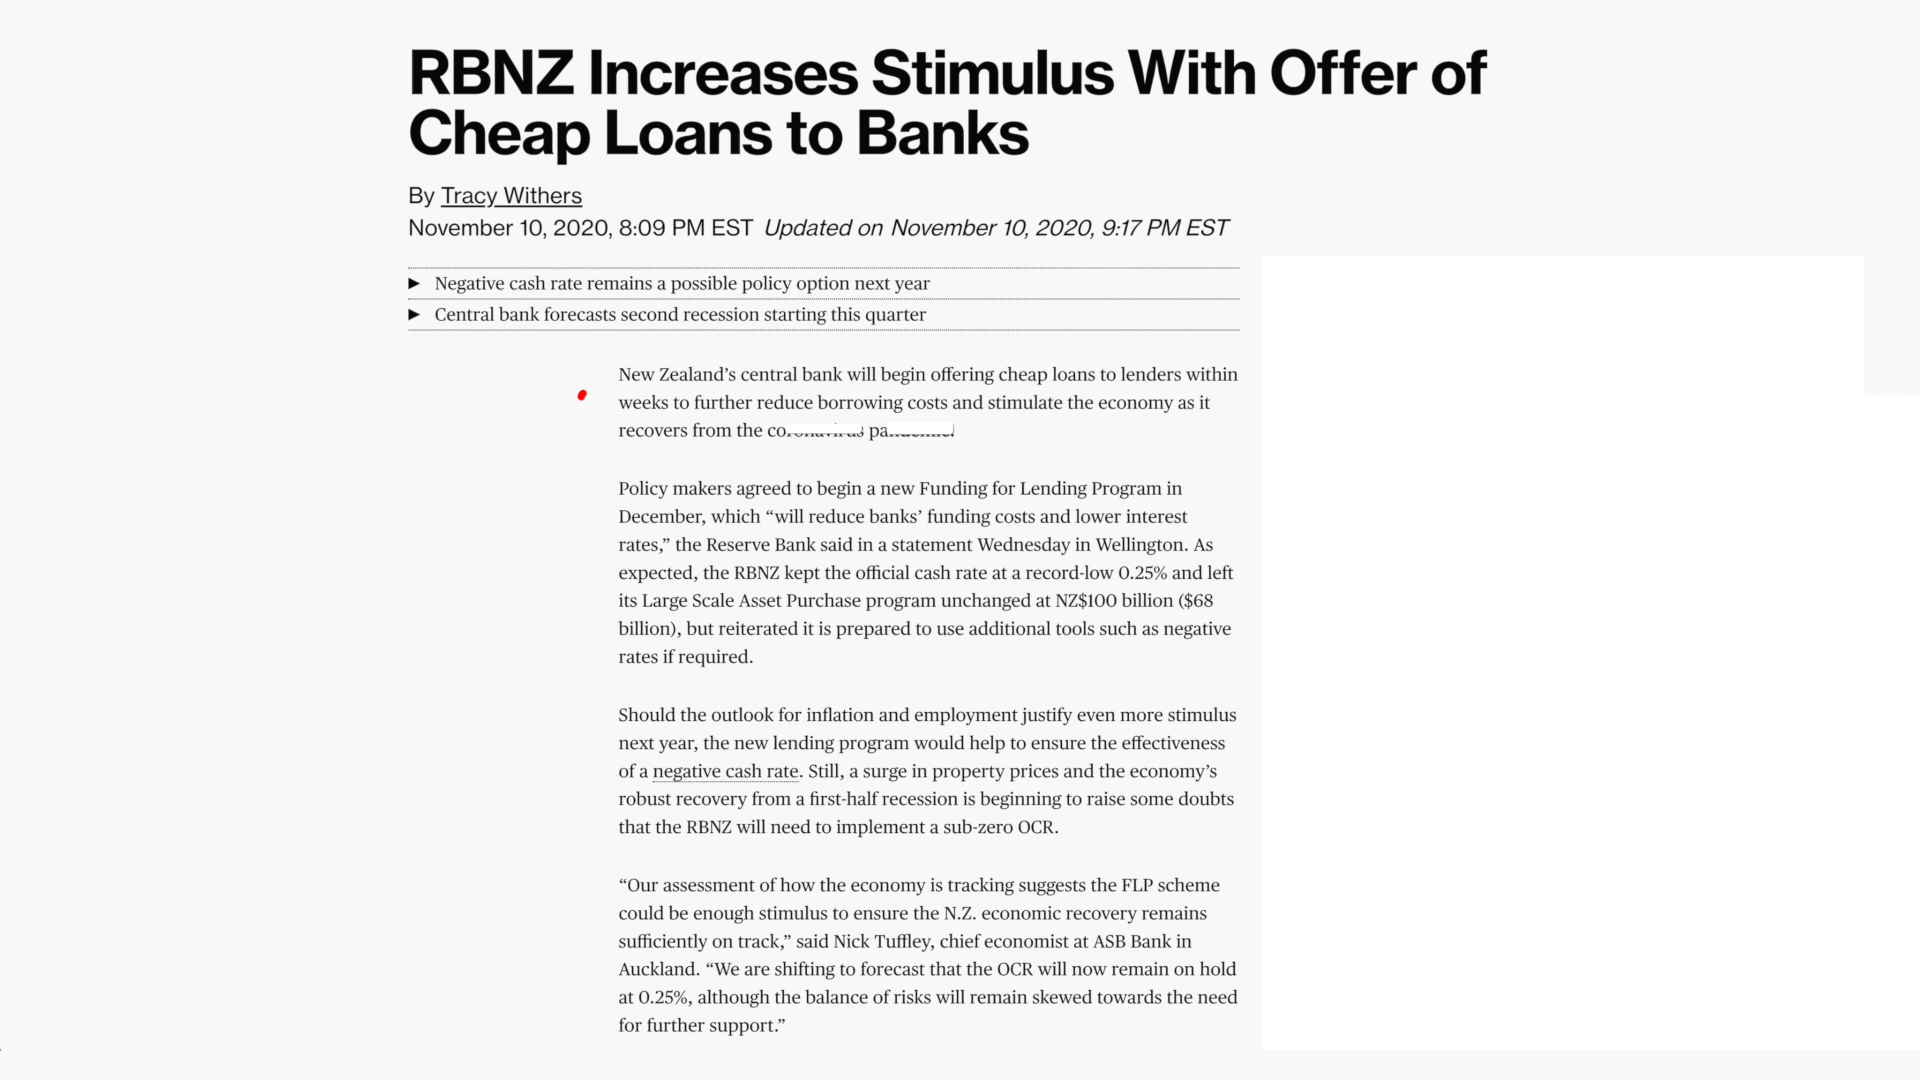 RBNZ Increases Stimulus With Offer of
Cheap Loans to Banks
By Tracy Withers
November 10, 2020, 8:09 PM EST Updated on November 10, 2020, 9:17 PM EST
▶ Negative cash rate remains a possible policy option next year
▶ Central bank forecasts second recession starting this quarter
New Zealand’s central bank will begin offering cheap loans to lenders within
weeks to further reduce borrowing costs and stimulate the economy as it
recovers from the
Policy makers agreed to begin a new Funding for Lending Program in
December, which “will reduce banks’ funding costs and lower interest
rates,” the Reserve Bank said in a statement Wednesday in Wellington. As
expected, the RBNZ kept the official cash rate at a record-low 0.25% and left
its Large Scale Asset Purchase program unchanged at NZ$100 billion ($68
billion), but reiterated it is prepared to use additional tools such as negative
rates if required.
Should the outlook for inflation and employment justify even more stimulus
next year, the new lending program would help to ensure the effectiveness
of a negative cash rate. Still, a surge in property prices and the economy’s
robust recovery from a first-half recession is beginning to raise some doubts
that the RBNZ will need to implement a sub-zero OCR.
“Our assessment of how the economy is tracking suggests the FLP scheme
could be enough stimulus to ensure the N.Z. economic recovery remains
sufficiently on track,” said Nick Tuffley, chief economist at ASB Bank in
Auckland. “We are shifting to forecast that the OCR will now remain on hold
at 0.25%, although the balance of risks will remain skewed towards the need
for further support.”